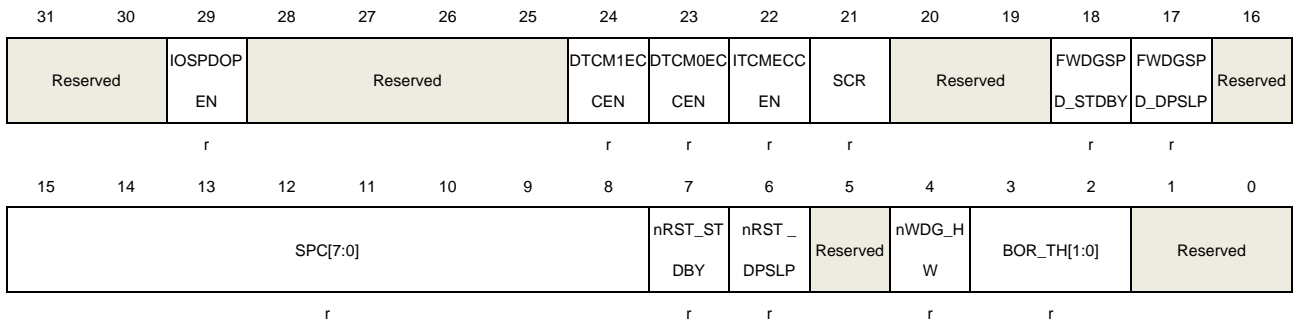 31 30 29 28 27 26 25 24 23 22 21 20 19 18 17 16
Reserved IOSPDOP EN Reserved DTCM1EC CEN DTCM0EC CEN ITCMECC EN SCR Reserved FWDGSP D_STDBY FWDGSP D_DPSLP Reserved
r r r r r r r
15 14 13 12 11 10 9 8 7 6 5 4 3 2 1 0
SPC[7:0] nRST_ST DBY nRST _ DPSLP Reserved nWDG_H W BOR_TH[1:0] Reserved
r r r r r